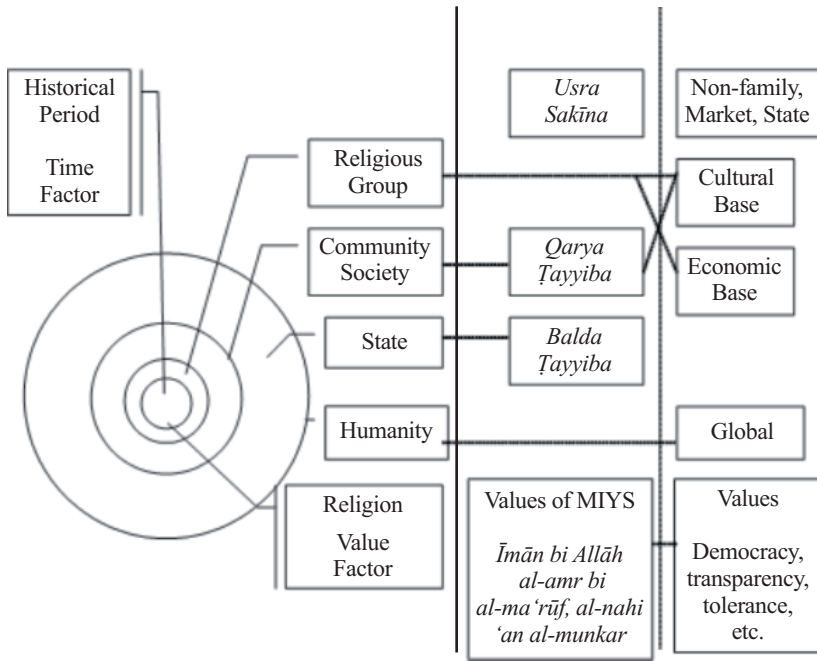 Historical
Period
Time
Factor
Religious
Group
Community
Society
State
Humanity
Religion
Value
Factor
Usra
Sakīna
Qarya
Ṭayyiba
Balda
Ṭayyiba
Values of MIYS
Īmān bi Allāh
al-amr bi
al-ma‘rūf, al-nahi
‘an al-munkar
Non-family,
Market, State
Cultural
Base
Economic
Base
Global
Values
Democracy,
transparency,
tolerance,
etc.